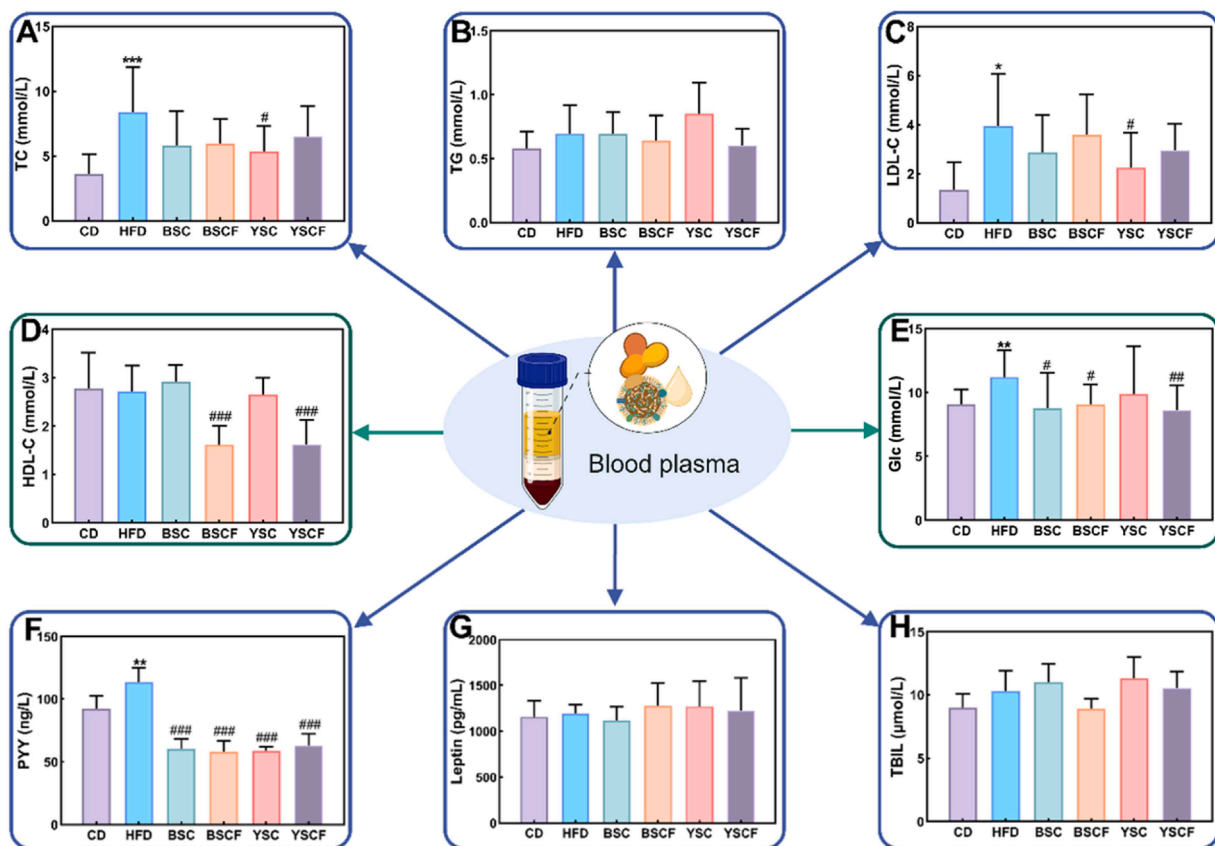 A
TC (mmol/L)
15
10
5
0
***
#
CD HFD BSC BSCF YSC YSCF
B
TG (mmol/L)
1.5
1.0
0.5
0.0
CD HFD BSC BSCF YSC YSCF
C
LDL-C (mmol/L)
8
6
4
2
0
*
#
CD HFD BSC BSCF YSC YSCF
D
HDL-C (mmol/L)
4
3
2
1
0
### ###
CD HFD BSC BSCF YSC YSCF
Blood plasma
E
Glc (mmol/L)
15
10
5
0
** # # ##
CD HFD BSC BSCF YSC YSCF
F
PYY (ng/L)
150
100
50
0
**
### ### ### ###
CD HFD BSC BSCF YSC YSCF
G
Leptin (pg/mL)
2000
1500
1000
500
0
CD HFD BSC BSCF YSC YSCF
H
TBIL (μmol/L)
15
10
5
0
CD HFD BSC BSCF YSC YSCF